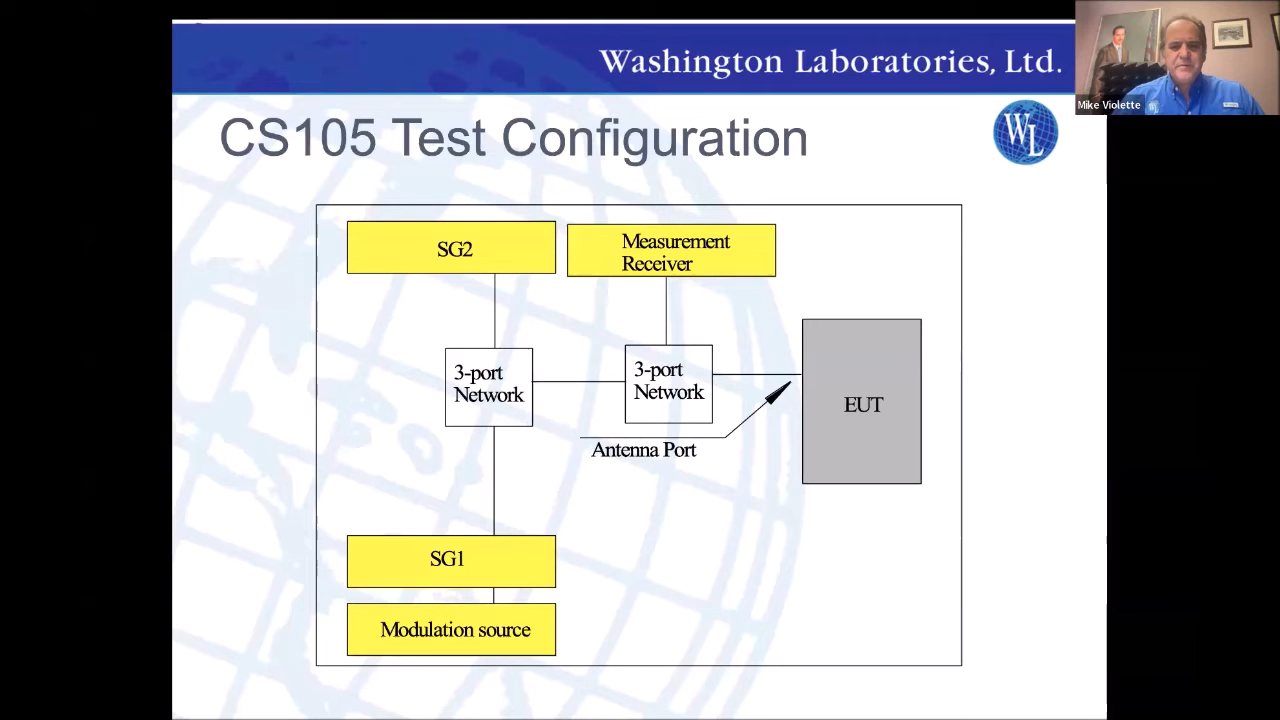 Washington Laboratories, Ltd.
Mike Violette
CS105 Test Configuration
WL
SG2
Measurement
Receiver
3-port
Network
3-port
Network
EUT
Antenna Port
SG1
Modulation source